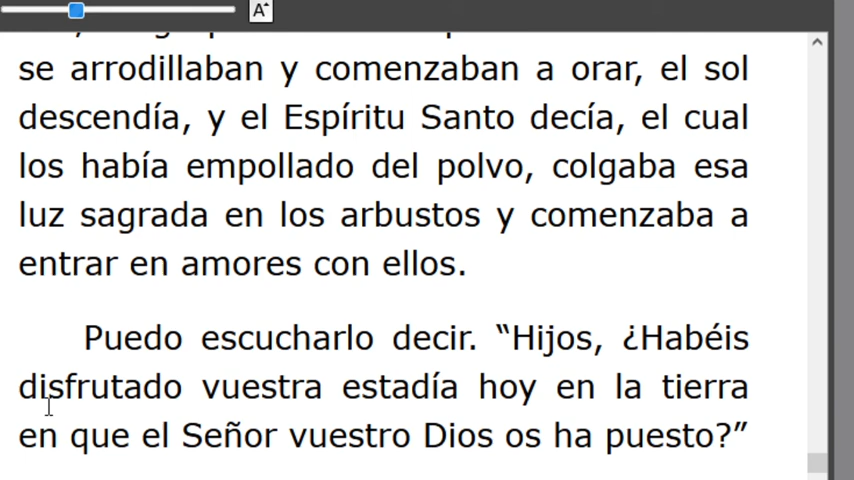 A
se arrodillaban y comenzaban a orar, el sol
descendía, y el Espíritu Santo decía, el cual
los había empollado del polvo, colgaba esa
luz sagrada en los arbustos y comenzaba a
entrar en amores con ellos.
Puedo escucharlo decir. “Hijos, ¿Habéis
disfrutado vuestra estadía hoy en la tierra
en que el Señor vuestro Dios os ha puesto?”